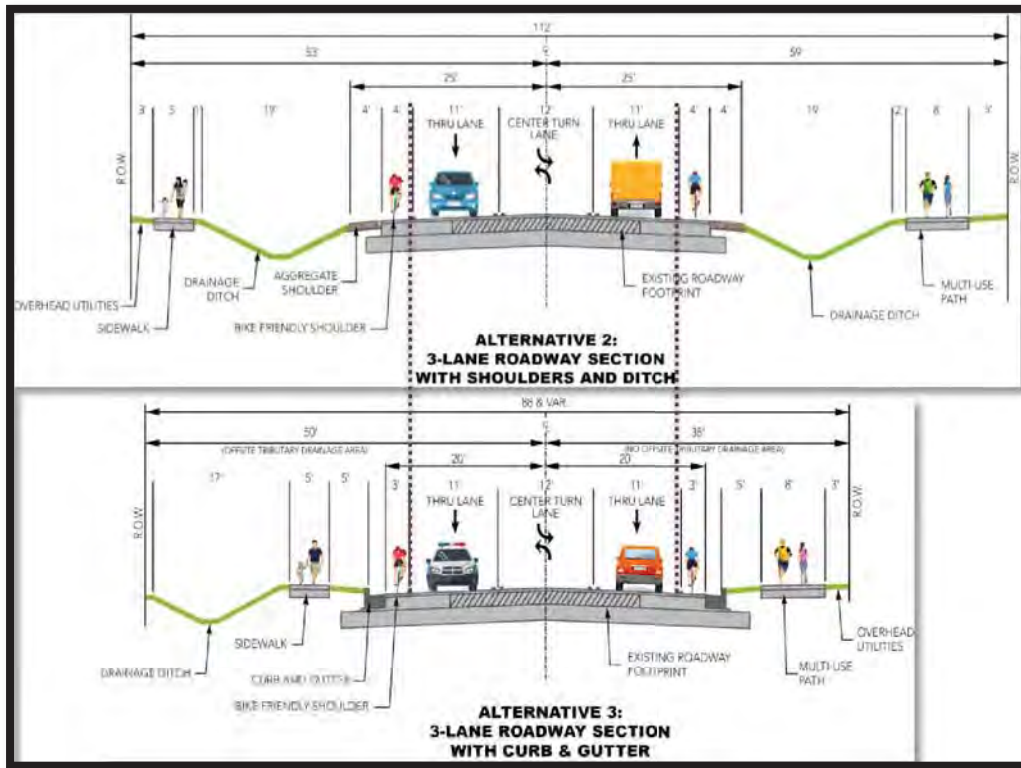 112'
53'
℄
59'
25'
25'
3'
5'
19'
4'
4'
11'
12'
11'
4'
4'
19'
2'
8'
3'
THRU LANE
CENTER TURN
LANE
THRU LANE
R.O.W.
R.O.W.
DRAINAGE
DITCH
AGGREGATE
SHOULDER
EXISTING ROADWAY
FOOTPRINT
MULTI-USE
PATH
OVERHEAD UTILITIES
SIDEWALK
BIKE FRIENDLY SHOULDER
DRAINAGE DITCH
ALTERNATIVE 2:
3-LANE ROADWAY SECTION
WITH SHOULDERS AND DITCH
88 & VAR.
50'
℄
38'
(OFFSITE TRIBUTARY DRAINAGE AREA)
(NO OFFSITE TRIBUTARY DRAINAGE AREA)
20'
20'
17'
5'
5'
3'
11'
12'
11'
3'
5'
8'
3'
THRU LANE
CENTER TURN
LANE
THRU LANE
R.O.W.
R.O.W.
SIDEWALK
OVERHEAD
UTILITIES
DRAINAGE DITCH
CURB AND GUTTER
EXISTING ROADWAY
FOOTPRINT
MULTI-USE
PATH
BIKE FRIENDLY SHOULDER
ALTERNATIVE 3:
3-LANE ROADWAY SECTION
WITH CURB & GUTTER